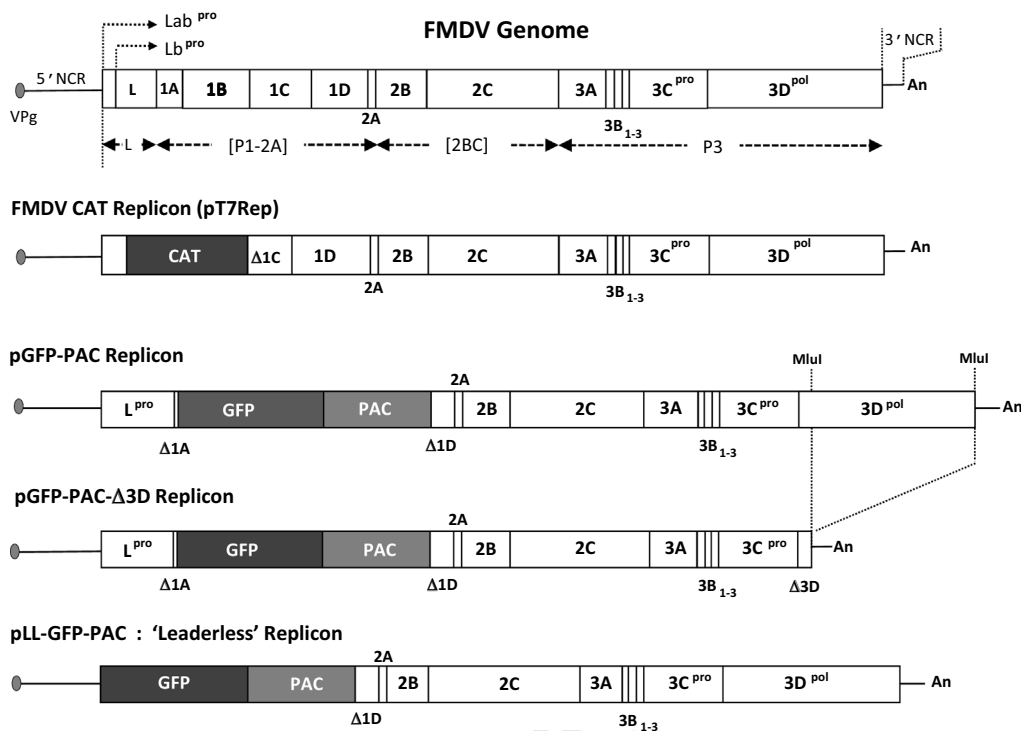 FMDV Genome
Lab pro
Lb pro
3 ′ NCR
5 ′ NCR
L 1A 1B 1C 1D 2B 2C 3A 3C pro 3D pol An
VPg
2A 3B 1-3
L [P1-2A] [2BC] P3
FMDV CAT Replicon (pT7Rep)
CAT Δ1C 1D 2B 2C 3A 3C pro 3D pol An
2A 3B 1-3
pGFP-PAC Replicon
MluI MluI
2A
L pro GFP PAC 2B 2C 3A 3C pro 3D pol An
Δ1A Δ1D 3B 1-3
pGFP-PAC-Δ3D Replicon
2A
L pro GFP PAC 2B 2C 3A 3C pro An
Δ1A Δ1D 3B 1-3 Δ3D
pLL-GFP-PAC : 'Leaderless' Replicon
2A
GFP PAC 2B 2C 3A 3C pro 3D pol An
Δ1D 3B 1-3